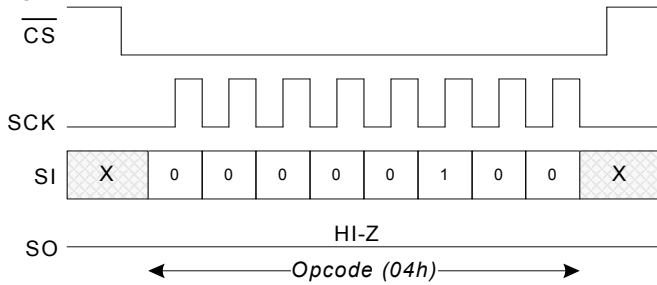 CS
SCK
SI X 0 0 0 0 0 1 0 0 X
HI-Z
SO
Opcode (04h)